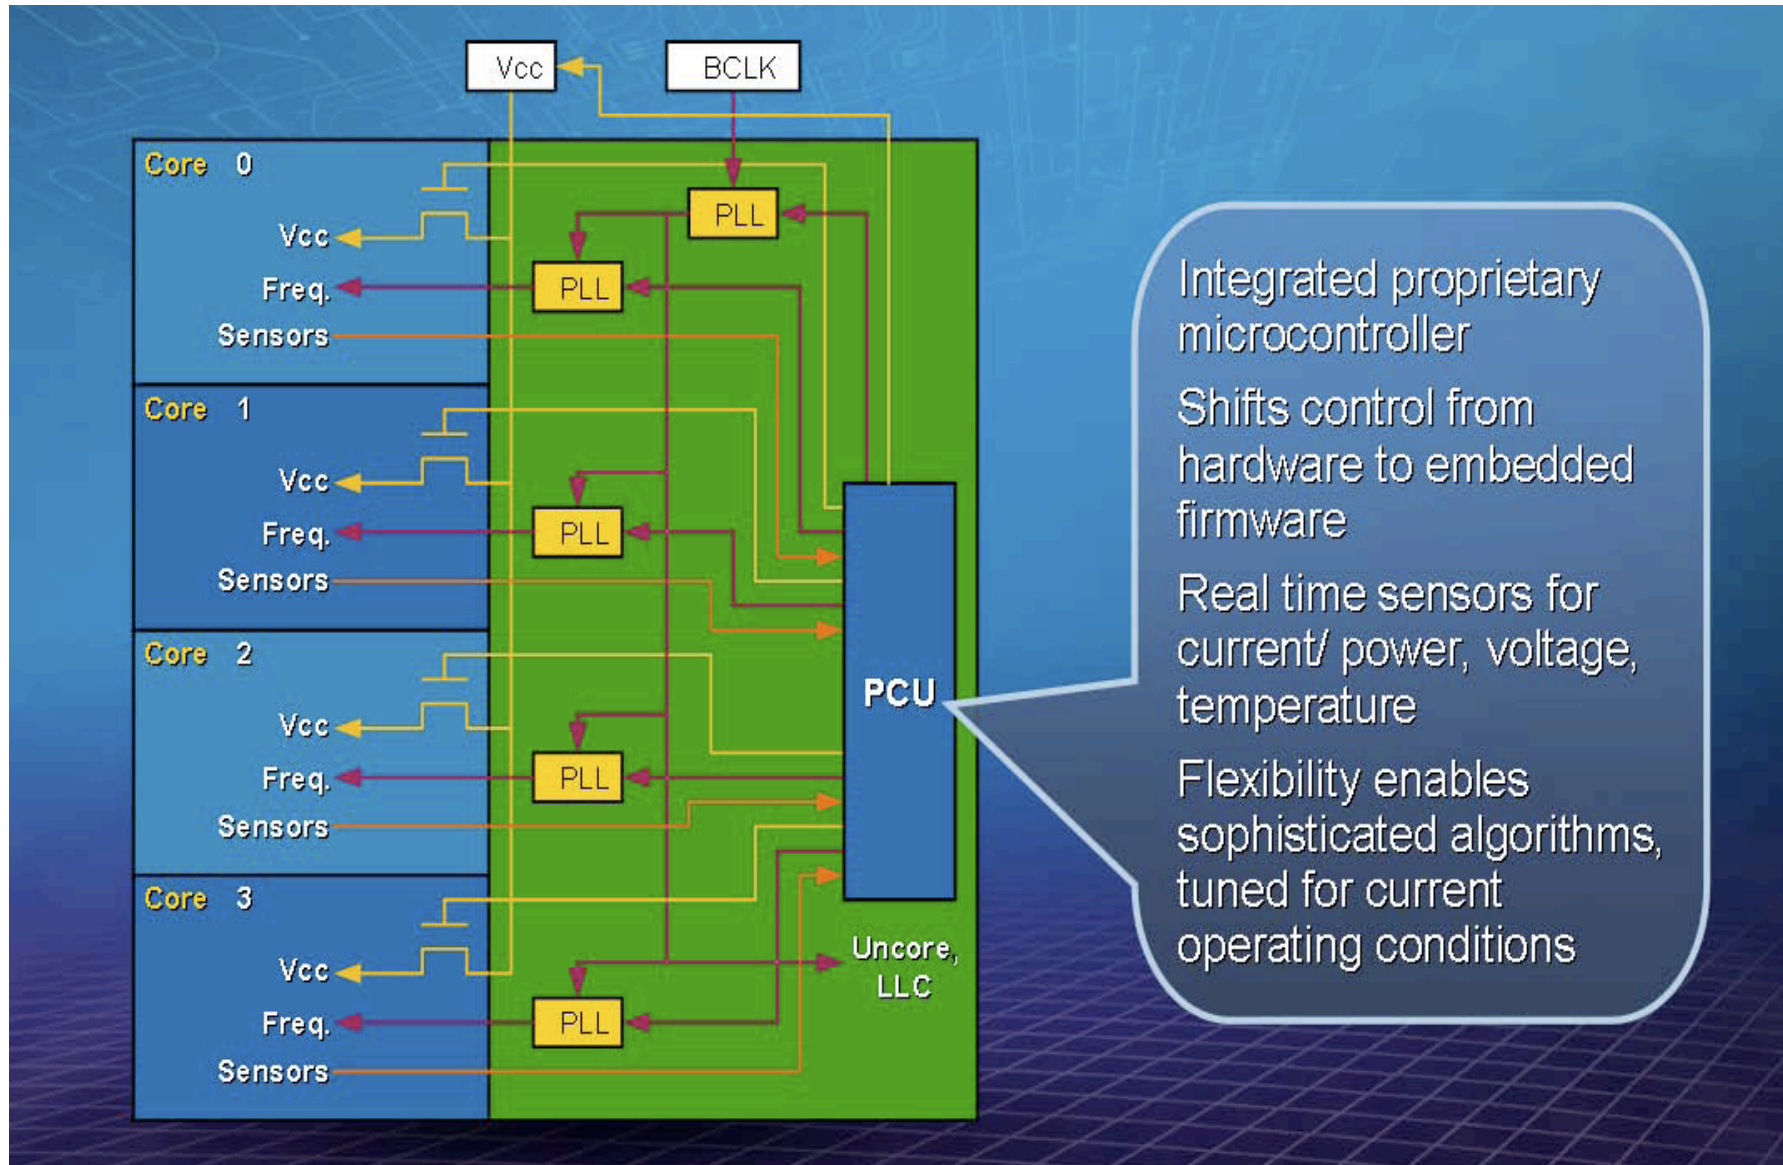 Vcc
BCLK
Core 0
PLL
Vcc
PLL
Freq.
Sensors
Core 1
Vcc
PLL
Freq.
Sensors
Core 2
Vcc
PLL
Freq.
Sensors
Core 3
Vcc
PLL
Freq.
Sensors
PCU
Uncore,
LLC
Integrated proprietary
microcontroller
Shifts control from
hardware to embedded
firmware
Real time sensors for
current/ power, voltage,
temperature
Flexibility enables
sophisticated algorithms,
tuned for current
operating conditions